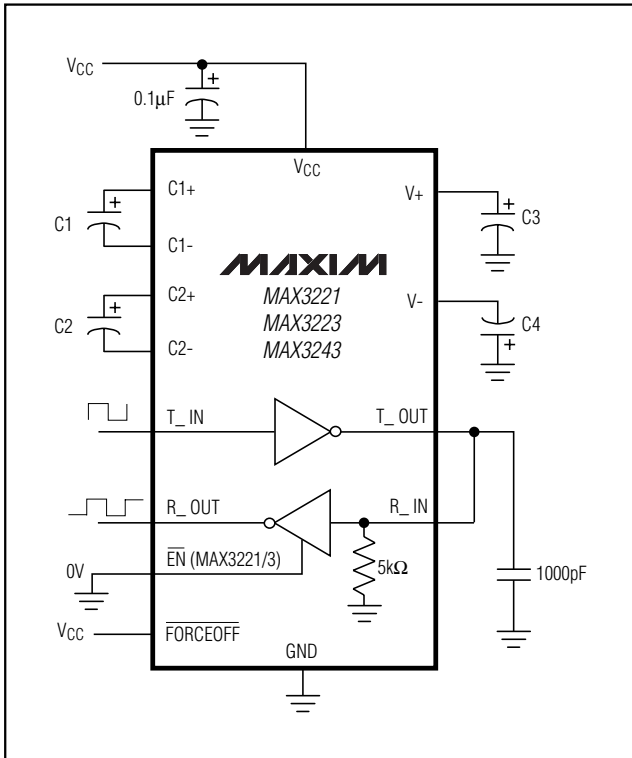 VCC
0.1µF
VCC
C1+
V+
C1
C3
C1-
MAXIM
C2+
V-
MAX3221
C2
MAX3223
C4
C2-
MAX3243
T_ IN
T_ OUT
R_ OUT
R_ IN
0V
EN (MAX3221/3)
5kΩ
1000pF
VCC
FORCEOFF
GND